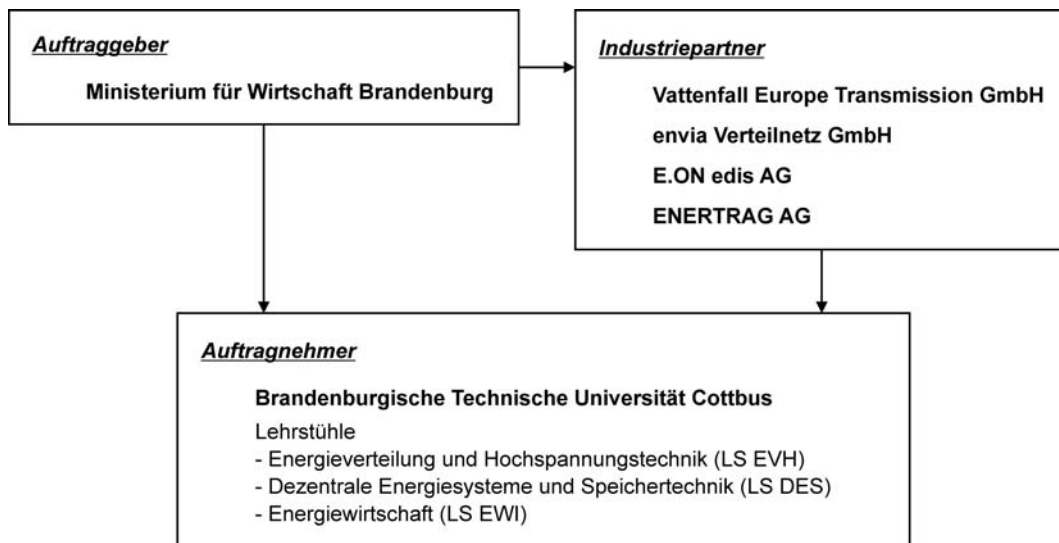 Auftraggeber
Ministerium für Wirtschaft Brandenburg
Industriepartner
Vattenfall Europe Transmission GmbH
envia Verteilnetz GmbH
E.ON edis AG
ENERTRAG AG
Auftragnehmer
Brandenburgische Technische Universität Cottbus
Lehrstühle
- Energieverteilung und Hochspannungstechnik (LS EVH)
- Dezentrale Energiesysteme und Speichertechnik (LS DES)
- Energiewirtschaft (LS EWI)